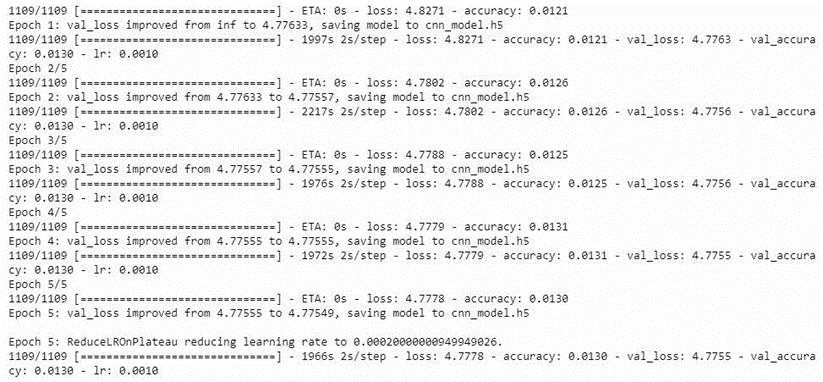 1109/1109 [==============================] - ETA: 0s - loss: 4.8271 - accuracy: 0.0121
Epoch 1: val_loss improved from inf to 4.77633, saving model to cnn_model.h5
1109/1109 [==============================] - 1997s 2s/step - loss: 4.8271 - accuracy: 0.0121 - val_loss: 4.7763 - val_accura
cy: 0.0130 - lr: 0.0010
Epoch 2/5
1109/1109 [==============================] - ETA: 0s - loss: 4.7802 - accuracy: 0.0126
Epoch 2: val_loss improved from 4.77633 to 4.77557, saving model to cnn_model.h5
1109/1109 [==============================] - 2217s 2s/step - loss: 4.7802 - accuracy: 0.0126 - val_loss: 4.7756 - val_accura
cy: 0.0130 - lr: 0.0010
Epoch 3/5
1109/1109 [==============================] - ETA: 0s - loss: 4.7788 - accuracy: 0.0125
Epoch 3: val_loss improved from 4.77557 to 4.77555, saving model to cnn_model.h5
1109/1109 [==============================] - 1976s 2s/step - loss: 4.7788 - accuracy: 0.0125 - val_loss: 4.7756 - val_accura
cy: 0.0130 - lr: 0.0010
Epoch 4/5
1109/1109 [==============================] - ETA: 0s - loss: 4.7779 - accuracy: 0.0131
Epoch 4: val_loss improved from 4.77555 to 4.77555, saving model to cnn_model.h5
1109/1109 [==============================] - 1972s 2s/step - loss: 4.7779 - accuracy: 0.0131 - val_loss: 4.7755 - val_accura
cy: 0.0130 - lr: 0.0010
Epoch 5/5
1109/1109 [==============================] - ETA: 0s - loss: 4.7778 - accuracy: 0.0130
Epoch 5: val_loss improved from 4.77555 to 4.77549, saving model to cnn_model.h5
Epoch 5: ReduceLROnPlateau reducing learning rate to 0.00020000000949949026.
1109/1109 [==============================] - 1966s 2s/step - loss: 4.7778 - accuracy: 0.0130 - val_loss: 4.7755 - val_accura
cy: 0.0130 - lr: 0.0010